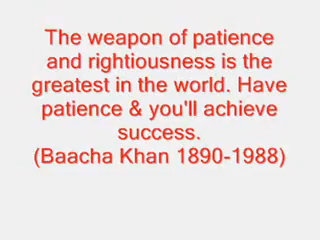 The weapon of patience
and rightiousness is the
greatest in the world. Have
patience & you'll achieve
success.
(Baacha Khan 1890-1988)